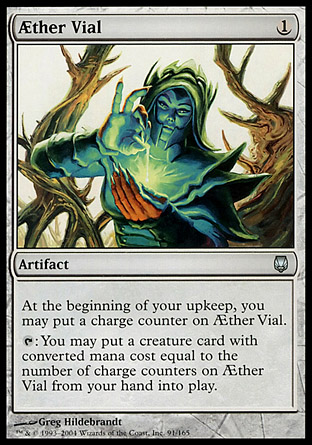 Æther Vial 1
Artifact
At the beginning of your upkeep, you
may put a charge counter on Æther Vial.
: You may put a creature card with
converted mana cost equal to the
number of charge counters on Æther
Vial from your hand into play.
Greg Hildebrandt
™ & © 1993–2004 Wizards of the Coast, Inc. 91/165